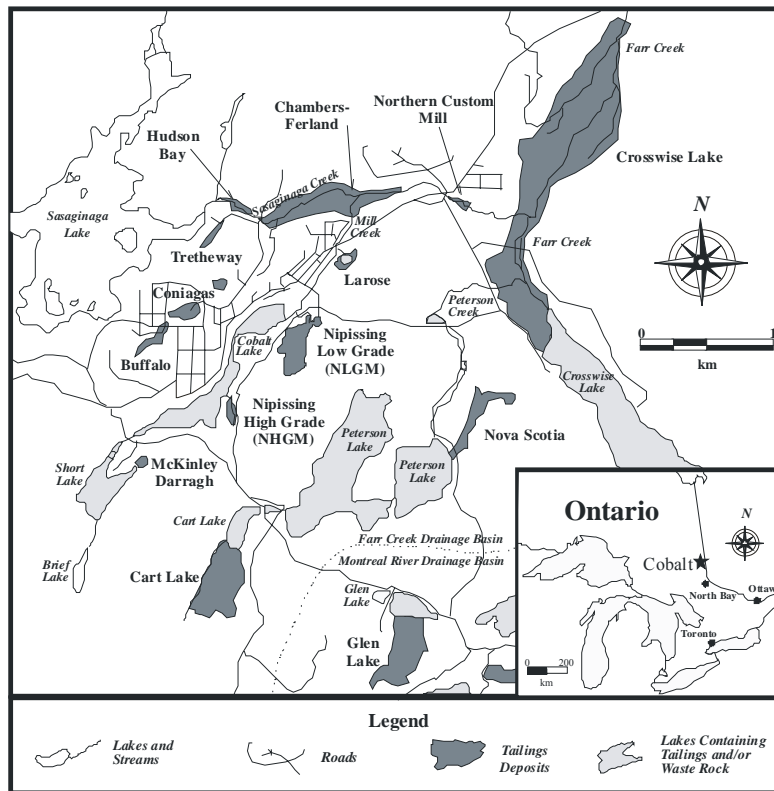 Farr Creek
Northern Custom
Mill
Chambers-
Ferland
Hudson
Bay
Crosswise Lake
Sasaginaga Creek
Sasaginaga
Lake
N
Mill
Creek
Farr Creek
Tretheway
Larose
Coniagas
Peterson
Creek
0
1
km
Nipissing
Low Grade
(NLGM)
Cobalt
Lake
Buffalo
Crosswise
Lake
Nipissing
High Grade
(NHGM)
Peterson
Lake
Nova Scotia
Short
Lake
McKinley
Darragh
Peterson
Lake
Cart Lake
Farr Creek Drainage Basin
Montreal River Drainage Basin
Brief
Lake
Cart Lake
Glen
Lake
Glen
Lake
Ontario
N
Cobalt
North Bay
Ottaw
Toronto
0 200
km
Legend
Lakes and
Streams
Roads
Tailings
Deposits
Lakes Containing
Tailings and/or
Waste Rock